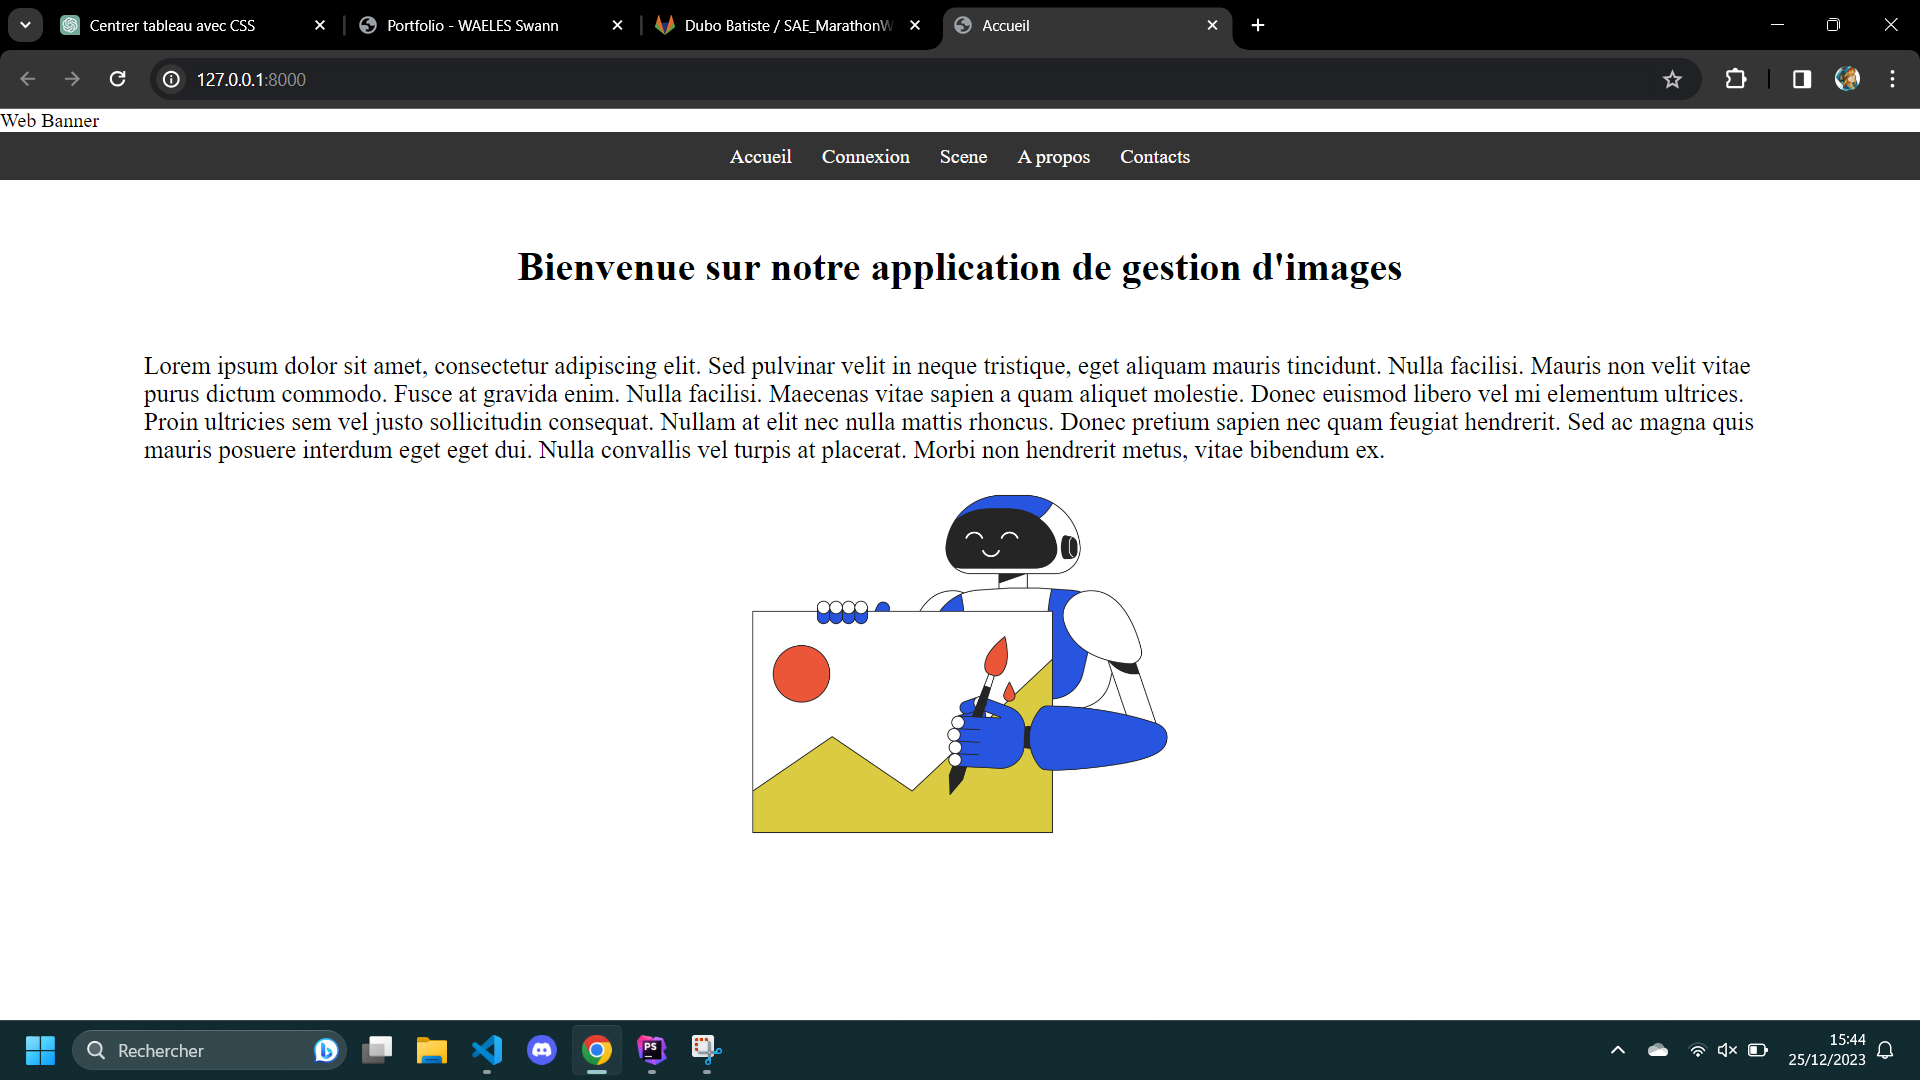 Centrer tableau avec CSS
Portfolio - WAELES Swann
Dubo Batiste / SAE_MarathonW
Accueil
127.0.0.1:8000
Web Banner
Accueil Connexion Scene A propos Contacts
Bienvenue sur notre application de gestion d'images
Lorem ipsum dolor sit amet, consectetur adipiscing elit. Sed pulvinar velit in neque tristique, eget aliquam mauris tincidunt. Nulla facilisi. Mauris non velit vitae
purus dictum commodo. Fusce at gravida enim. Nulla facilisi. Maecenas vitae sapien a quam aliquet molestie. Donec euismod libero vel mi elementum ultrices.
Proin ultricies sem vel justo sollicitudin consequat. Nullam at elit nec nulla mattis rhoncus. Donec pretium sapien nec quam feugiat hendrerit. Sed ac magna quis
mauris posuere interdum eget eget dui. Nulla convallis vel turpis at placerat. Morbi non hendrerit metus, vitae bibendum ex.
Rechercher
PS
15:44
25/12/2023